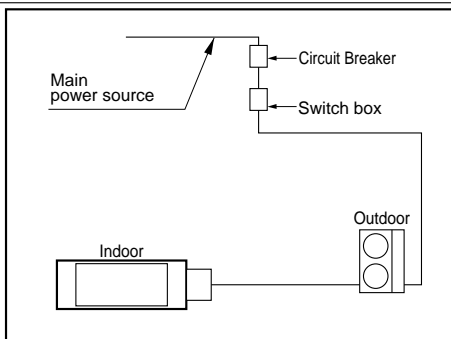 Circuit Breaker
Main
power source
Switch box
Outdoor
Indoor